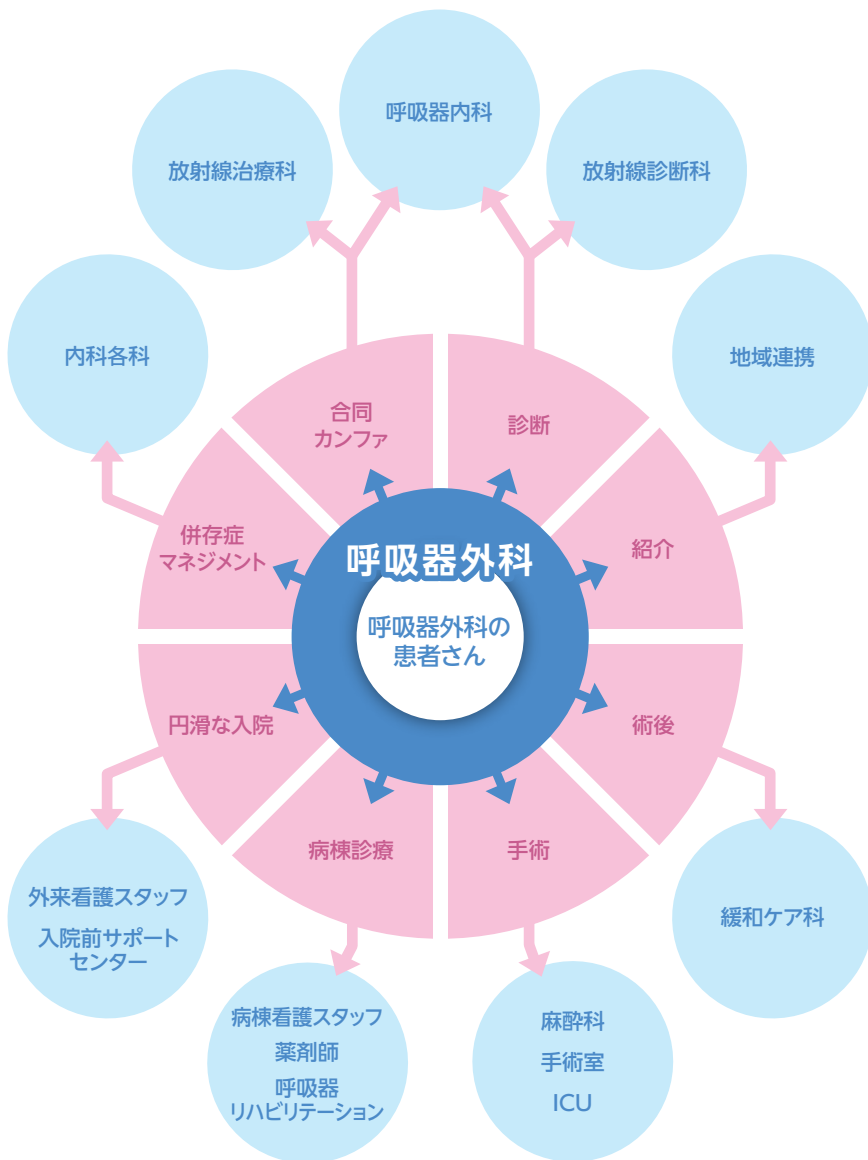 呼吸器内科
放射線治療科
放射線診断科
内科各科
地域連携
合同
カンファ
診断
併存症
マネジメント
紹介
呼吸器外科
呼吸器外科の
患者さん
円滑な入院
術後
病棟診療
手術
外来看護スタッフ
入院前サポート
センター
緩和ケア科
病棟看護スタッフ
薬剤師
呼吸器
リハビリテーション
麻酔科
手術室
ICU